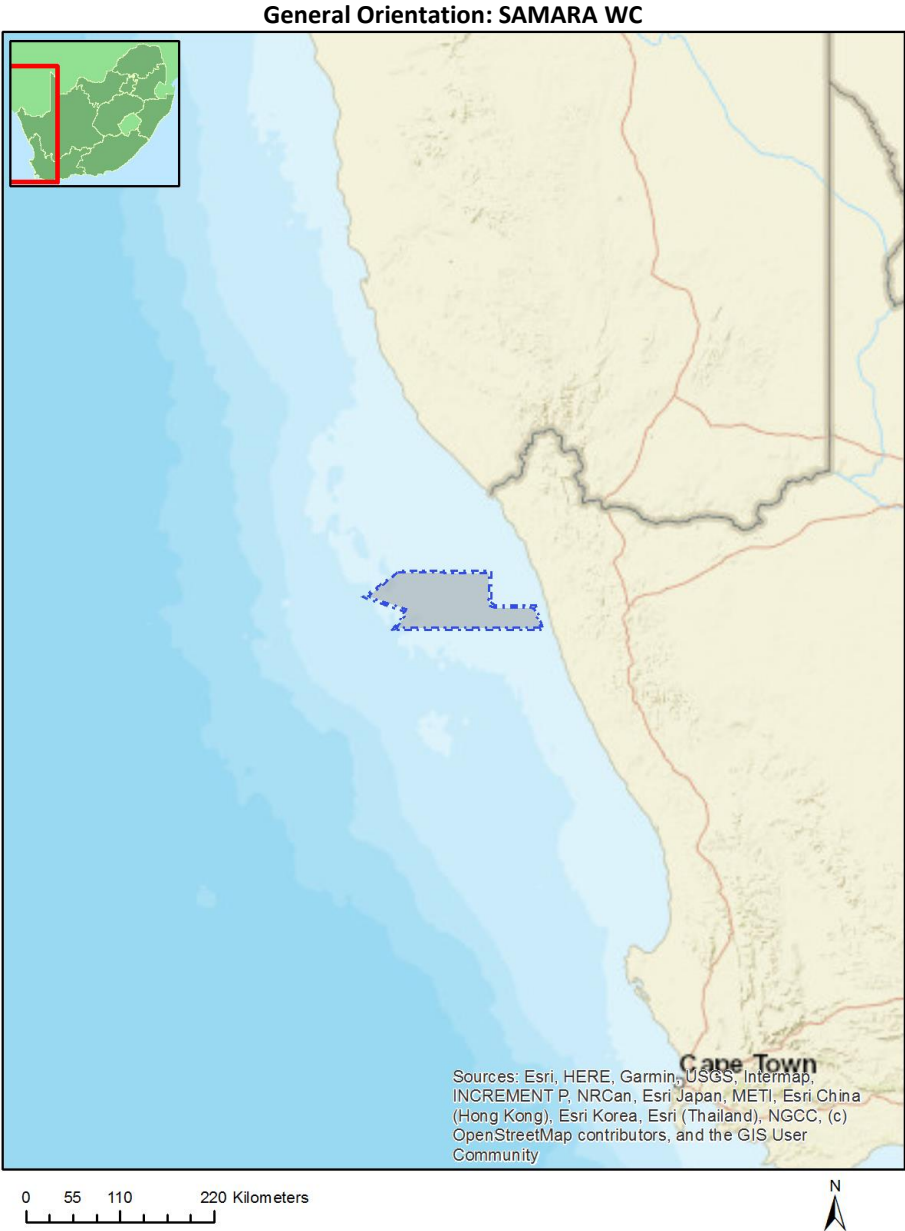 General Orientation: SAMARA WC
Cape Town
Sources: Esri, HERE, Garmin, USGS, Intermap,
INCREMENT P, NRCan, Esri Japan, METI, Esri China
(Hong Kong), Esri Korea, Esri (Thailand), NGCC, (c)
OpenStreetMap contributors, and the GIS User
Community
0 55 110 220 Kilometers
N